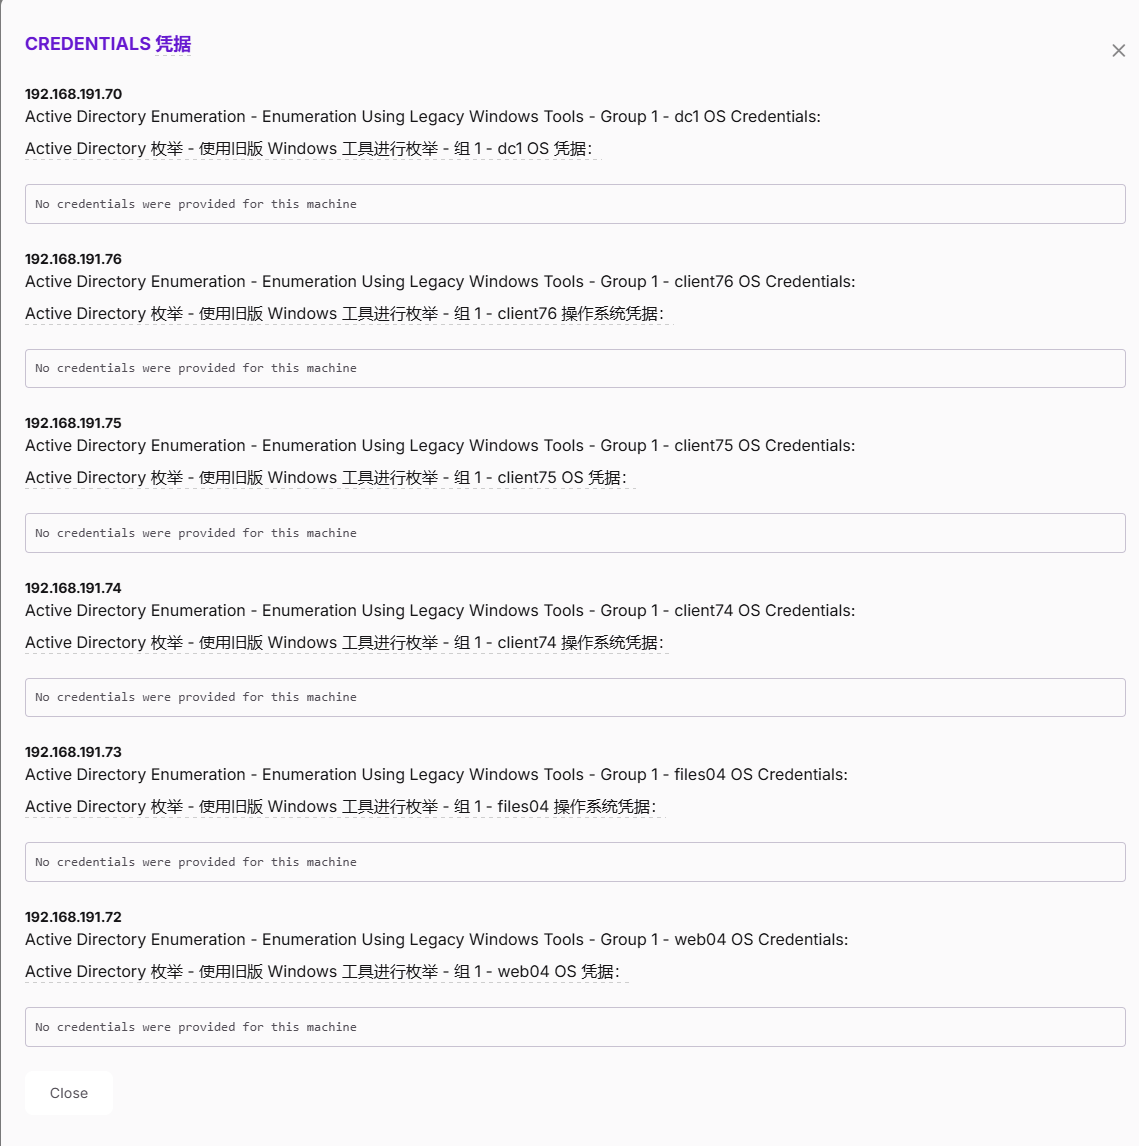 CREDENTIALS 凭据
192.168.191.70
Active Directory Enumeration - Enumeration Using Legacy Windows Tools - Group 1 - dc1 OS Credentials:
Active Directory 枚举 - 使用旧版 Windows 工具进行枚举 - 组 1 - dc1 OS 凭据：
No credentials were provided for this machine
192.168.191.76
Active Directory Enumeration - Enumeration Using Legacy Windows Tools - Group 1 - client76 OS Credentials:
Active Directory 枚举 - 使用旧版 Windows 工具进行枚举 - 组 1 - client76 操作系统凭据：
No credentials were provided for this machine
192.168.191.75
Active Directory Enumeration - Enumeration Using Legacy Windows Tools - Group 1 - client75 OS Credentials:
Active Directory 枚举 - 使用旧版 Windows 工具进行枚举 - 组 1 - client75 OS 凭据：
No credentials were provided for this machine
192.168.191.74
Active Directory Enumeration - Enumeration Using Legacy Windows Tools - Group 1 - client74 OS Credentials:
Active Directory 枚举 - 使用旧版 Windows 工具进行枚举 - 组 1 - client74 操作系统凭据：
No credentials were provided for this machine
192.168.191.73
Active Directory Enumeration - Enumeration Using Legacy Windows Tools - Group 1 - files04 OS Credentials:
Active Directory 枚举 - 使用旧版 Windows 工具进行枚举 - 组 1 - files04 操作系统凭据：
No credentials were provided for this machine
192.168.191.72
Active Directory Enumeration - Enumeration Using Legacy Windows Tools - Group 1 - web04 OS Credentials:
Active Directory 枚举 - 使用旧版 Windows 工具进行枚举 - 组 1 - web04 OS 凭据：
No credentials were provided for this machine
Close